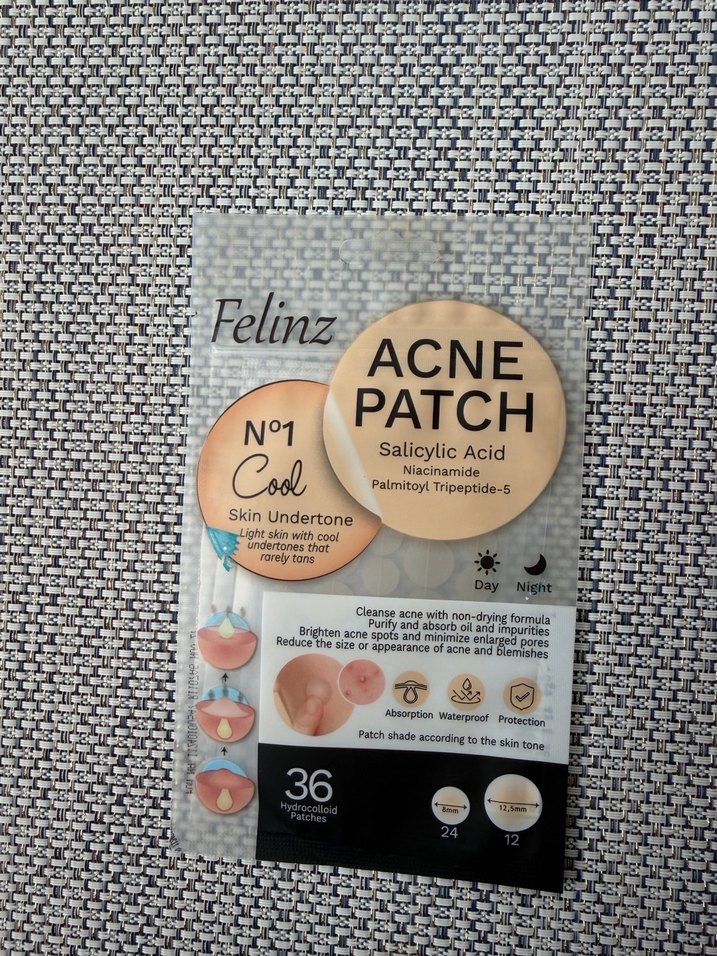 Felinz
ACNE
PATCH
Salicylic Acid
Niacinamide
Palmitoyl Tripeptide-5
Nº1
Cool
Skin Undertone
Light skin with cool
undertones that
rarely tans
Day
Night
Cleanse acne with non-drying formula
Purify and absorb oil and impurities
Brighten acne spots and minimize enlarged pores
Reduce the size or appearance of acne and blemishes
Absorption
Waterproof
Protection
Patch shade according to the skin tone
36
Hydrocolloid
Patches
8mm
24
12,5mm
12